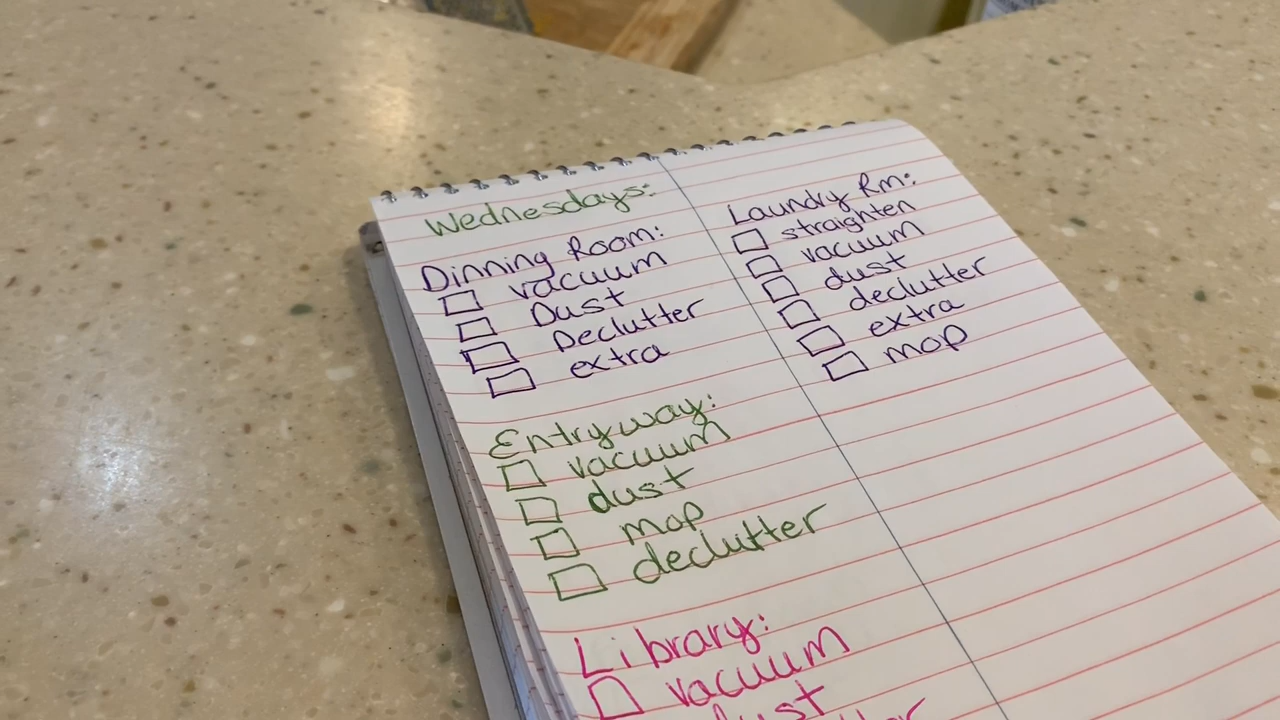 Wednesdays:
Dinning Room:
vacuum
Dust
Declutter
extra
Entryway:
vacuum
dust
mop
declutter
Library:
vacuum
dust
Laundry Rm:
straighten
vacuum
dust
declutter
extra
mop